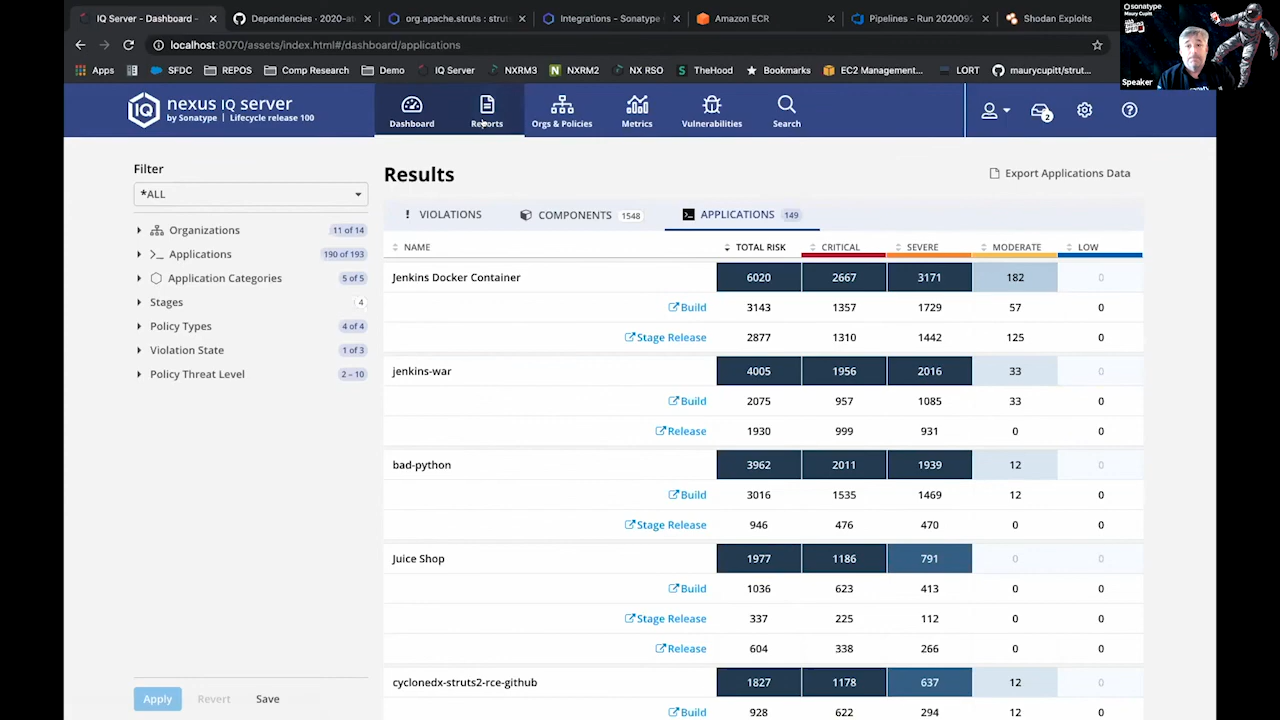 IQ Server - Dashboard -
Dependencies · 2020-at
org.apache.struts : struts
Integrations - Sonatype
Amazon ECR
Pipelines - Run 2020092
Shodan Exploits
sonatype
Maury Cupitt
Speaker
localhost:8070/assets/index.html#/dashboard/applications
Apps
SFDC
REPOS
Comp Research
Demo
IQ Server
NXRM3
NXRM2
NX RSO
TheHood
Bookmarks
EC2 Management...
LORT
maurycupitt/strut...
IQ
nexus IQ server
by Sonatype | Lifecycle release 100
Dashboard
Reports
Orgs & Policies
Metrics
Vulnerabilities
Search
2
Filter
*ALL
Organizations 11 of 14
Applications 190 of 193
Application Categories 5 of 5
Stages 4
Policy Types 4 of 4
Violation State 1 of 3
Policy Threat Level 2 – 10
Apply Revert Save
Results
Export Applications Data
VIOLATIONS
COMPONENTS 1548
APPLICATIONS 149
NAME TOTAL RISK CRITICAL SEVERE MODERATE LOW
Jenkins Docker Container 6020 2667 3171 182 0
Build 3143 1357 1729 57 0
Stage Release 2877 1310 1442 125 0
jenkins-war 4005 1956 2016 33 0
Build 2075 957 1085 33 0
Release 1930 999 931 0 0
bad-python 3962 2011 1939 12 0
Build 3016 1535 1469 12 0
Stage Release 946 476 470 0 0
Juice Shop 1977 1186 791 0 0
Build 1036 623 413 0 0
Stage Release 337 225 112 0 0
Release 604 338 266 0 0
cyclonedx-struts2-rce-github 1827 1178 637 12 0
Build 928 622 294 12 0